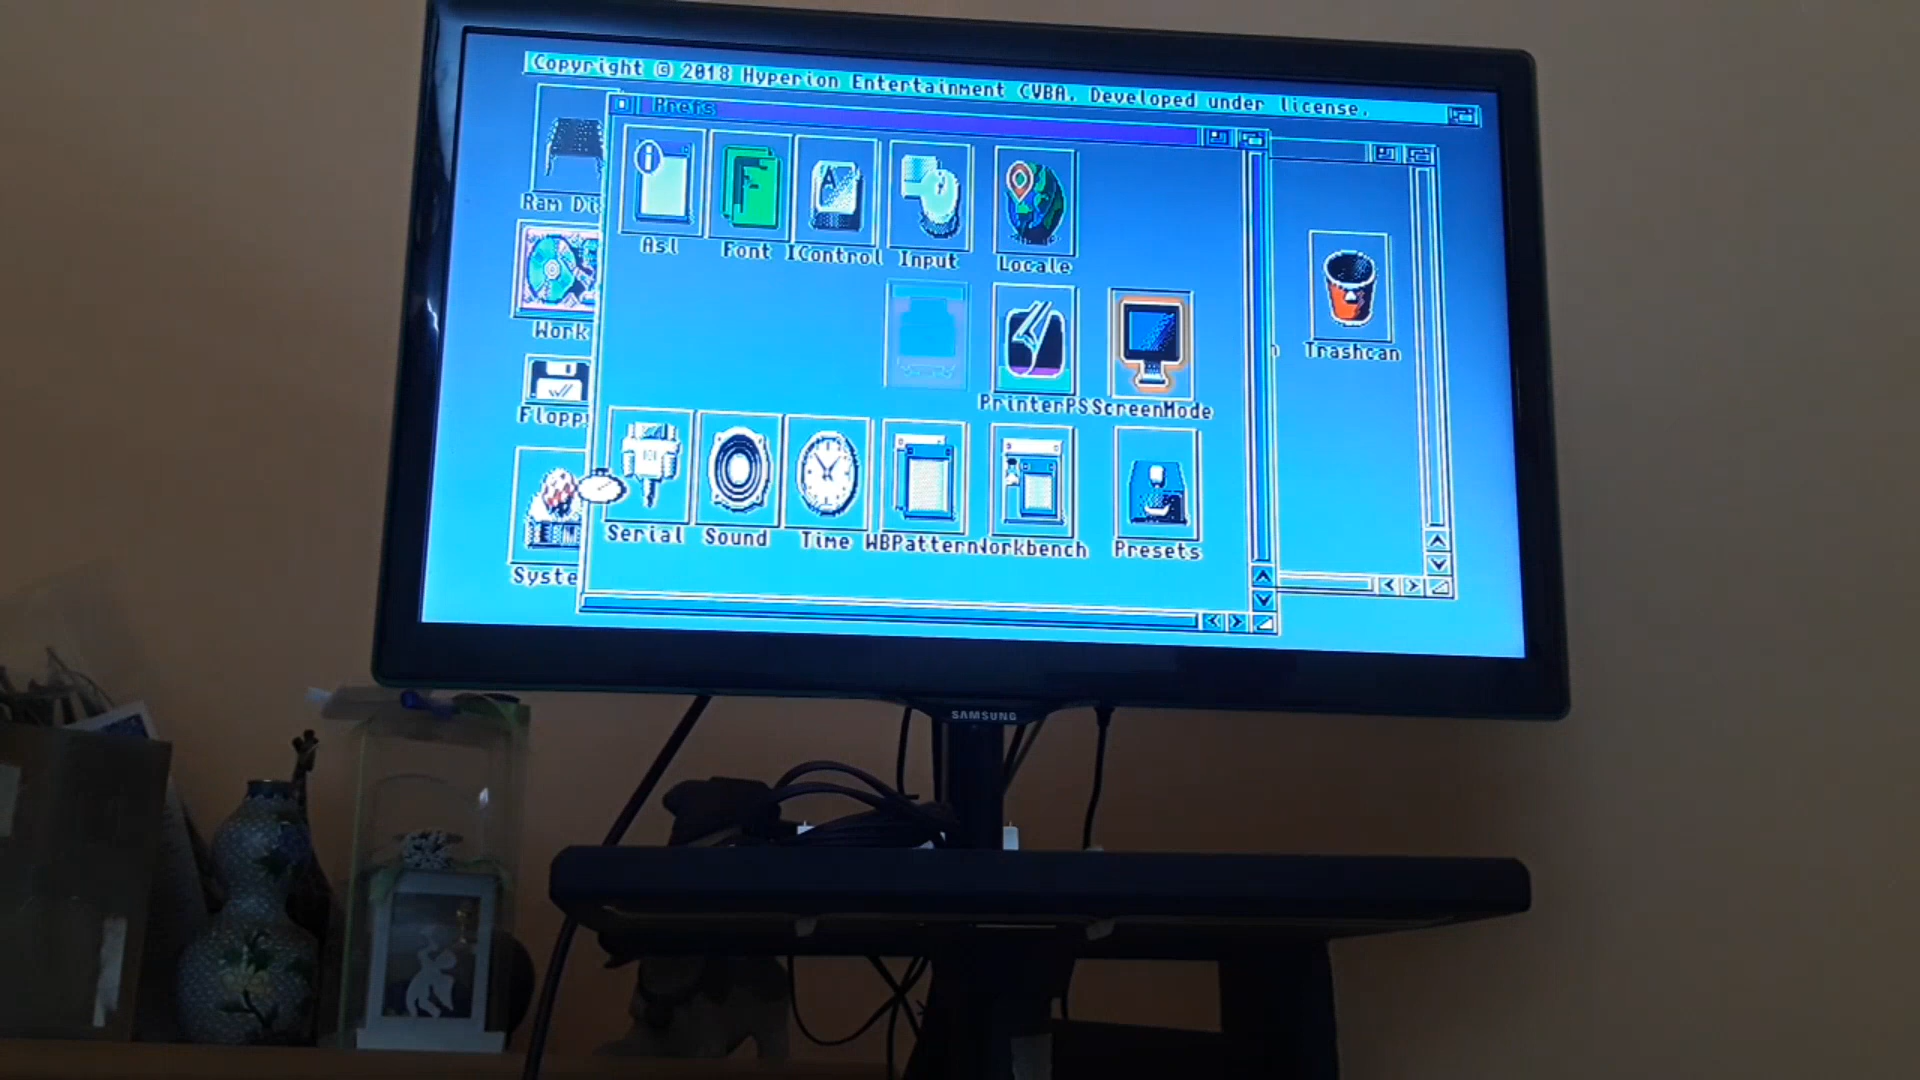 Copyright © 2018 Hyperion Entertainment CVBA. Developed under license.
Prefs
Asl Font IControl Input Locale
Ram Di
Work
PrinterPS ScreenMode
Trashcan
Flopp
Serial Sound Time WBPattern Workbench Presets
Syste
SAMSUNG